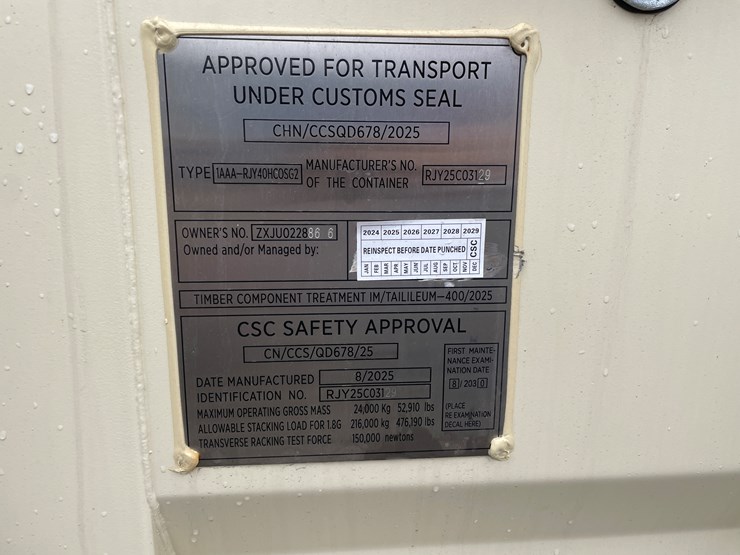 APPROVED FOR TRANSPORT
UNDER CUSTOMS SEAL
CHN/CCSQD678/2025
TYPE 1AAA-RJY40HCOSG2 MANUFACTURER'S NO. OF THE CONTAINER RJY25C03129
OWNER'S NO. ZXJU022886 6
Owned and/or Managed by:
2024 2025 2026 2027 2028 2029
REINSPECT BEFORE DATE PUNCHED
CSC
JAN FEB MAR APR MAY JUN JUL AUG SEP OCT NOV DEC
TIMBER COMPONENT TREATMENT IM/TAILILEUM-400/2025
CSC SAFETY APPROVAL
CN/CCS/QD678/25
DATE MANUFACTURED 8/2025
IDENTIFICATION NO. RJY25C03129
MAXIMUM OPERATING GROSS MASS 24,000 Kg 52,910 lbs
ALLOWABLE STACKING LOAD FOR 1.8G 216,000 kg 476,190 lbs
TRANSVERSE RACKING TEST FORCE 150,000 newtons
FIRST MAINTE-
NANCE EXAMI-
NATION DATE
8/2030
(PLACE
RE EXAMINATION
DECAL HERE)